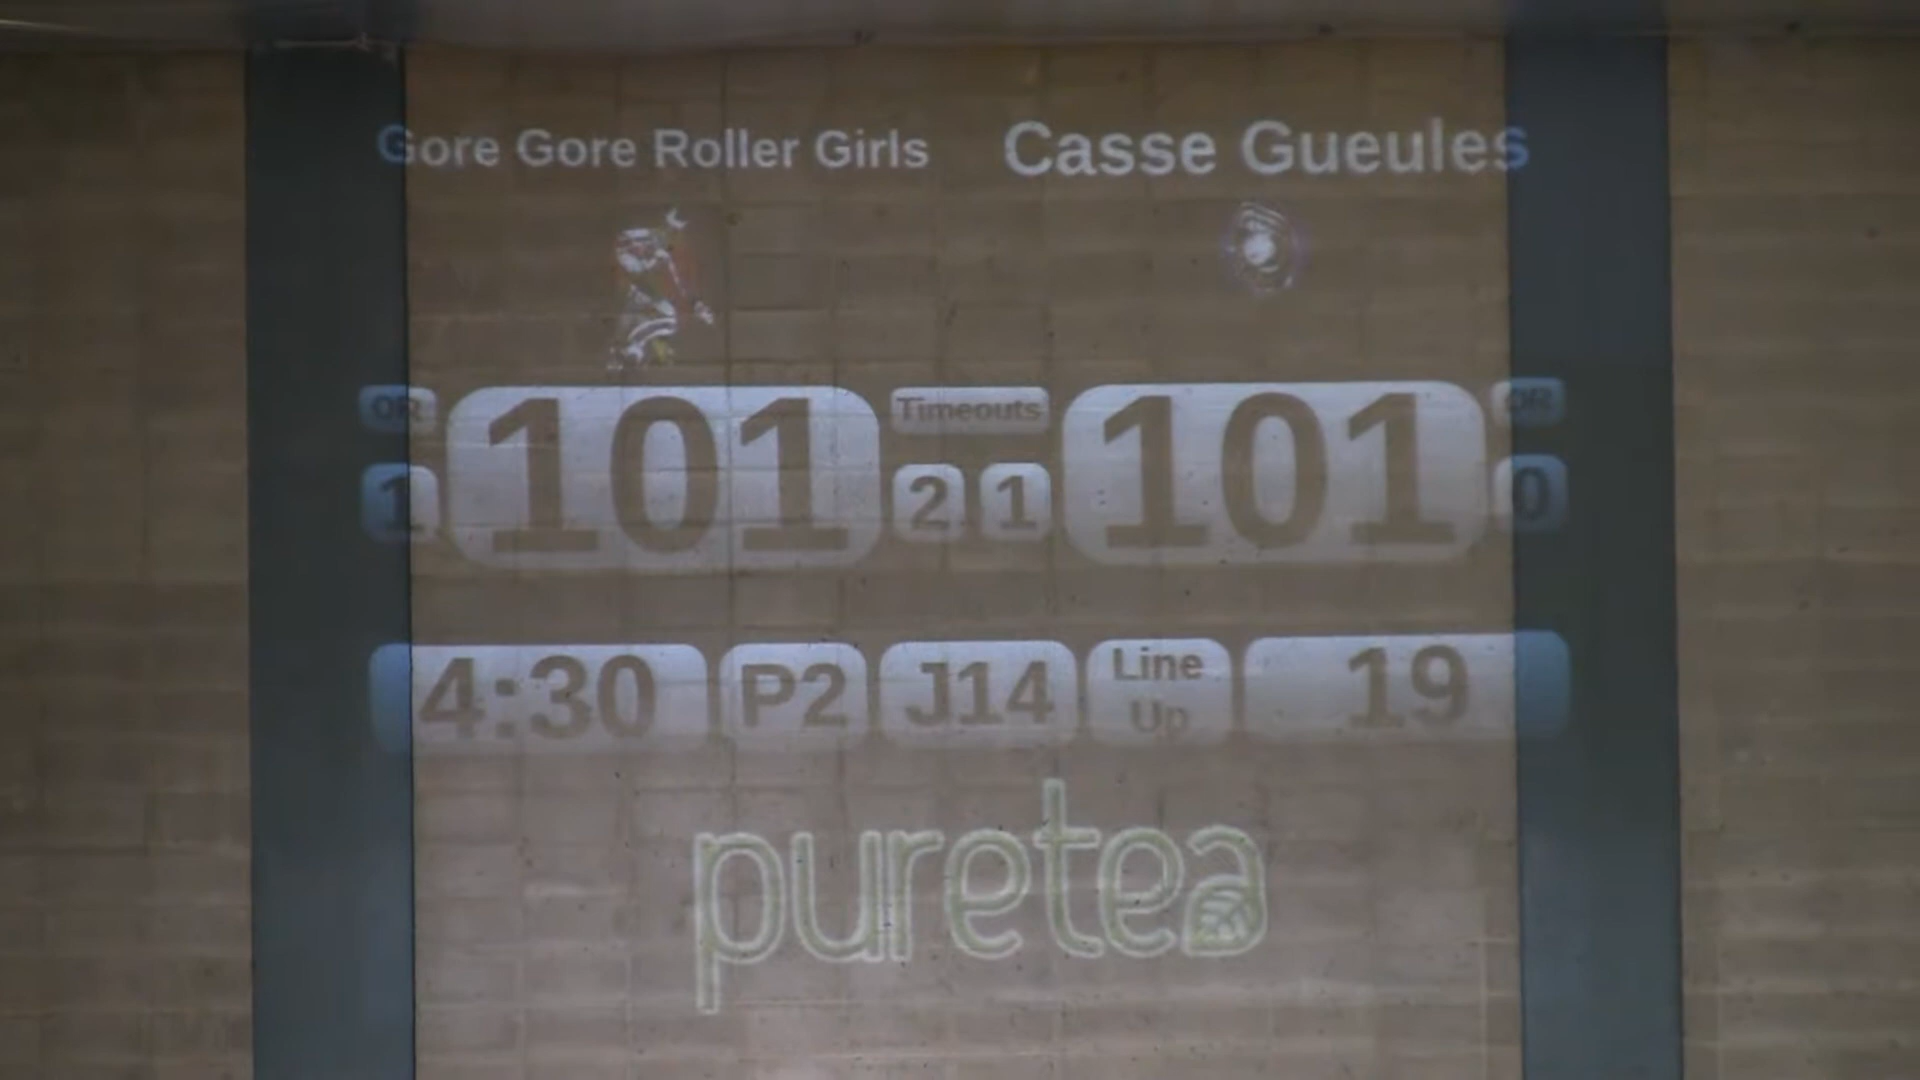 Gore Gore Roller Girls Casse Gueules
OR 101 Timeouts 101 OR
1 2 1 0
4:30 P2 J14 Line Up 19
puretea